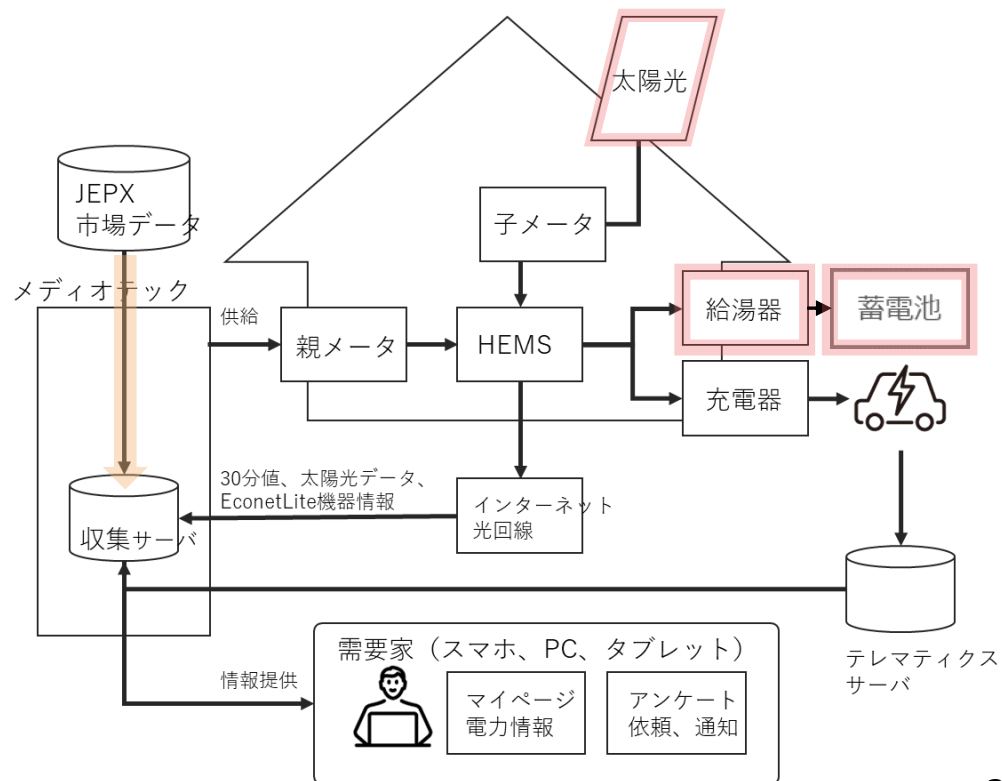 太陽光
JEPX
市場データ
子メータ
メディオテック
供給
親メータ
HEMS
給湯器
蓄電池
充電器
30分値、太陽光データ、
EconetLite機器情報
インターネット
光回線
収集サーバ
テレマティクス
サーバ
需要家（スマホ、PC、タブレット）
情報提供
マイページ
電力情報
アンケート
依頼、通知